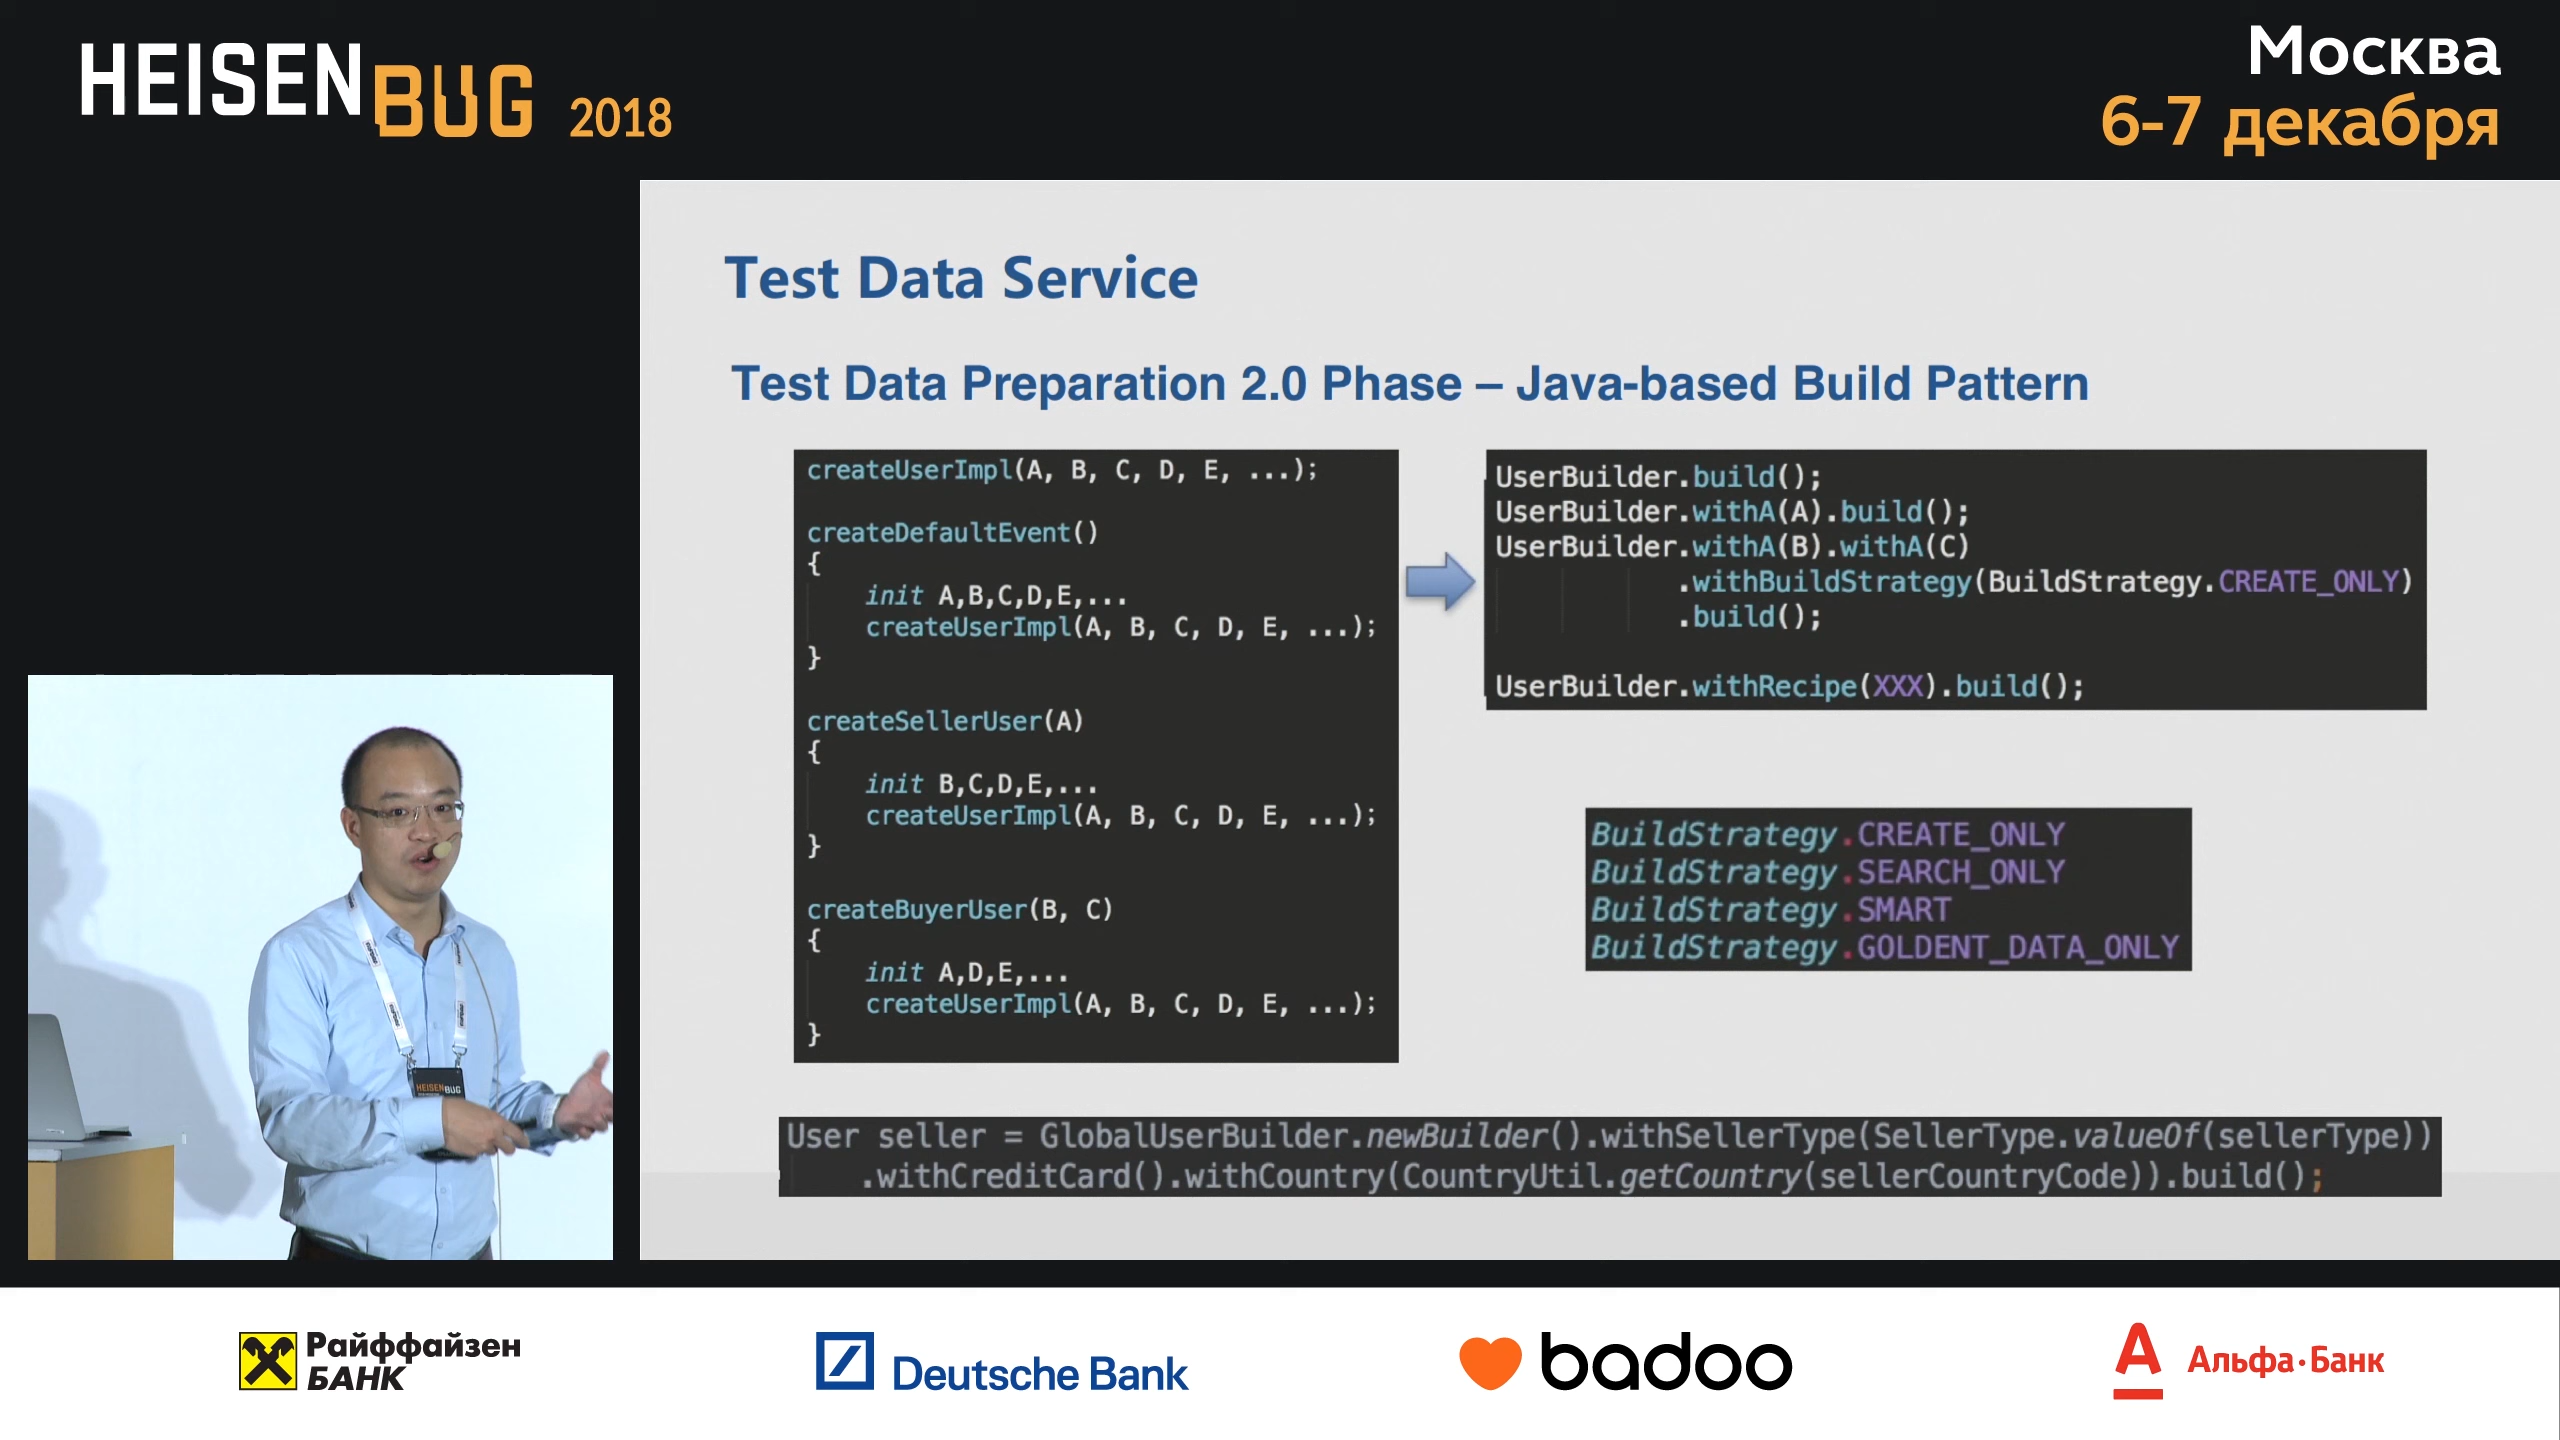 HEISENBUG 2018
Москва
6-7 декабря
Test Data Service
Test Data Preparation 2.0 Phase – Java-based Build Pattern
createUserImpl(A, B, C, D, E, ...);
createDefaultEvent()
{
init A,B,C,D,E,...
createUserImpl(A, B, C, D, E, ...);
}
createSellerUser(A)
{
init B,C,D,E,...
createUserImpl(A, B, C, D, E, ...);
}
createBuyerUser(B, C)
{
init A,D,E,...
createUserImpl(A, B, C, D, E, ...);
}
UserBuilder.build();
UserBuilder.withA(A).build();
UserBuilder.withA(B).withA(C)
.withBuildStrategy(BuildStrategy.CREATE_ONLY)
.build();
UserBuilder.withRecipe(XXX).build();
BuildStrategy.CREATE_ONLY
BuildStrategy.SEARCH_ONLY
BuildStrategy.SMART
BuildStrategy.GOLDENT_DATA_ONLY
User seller = GlobalUserBuilder.newBuilder().withSellerType(SellerType.valueOf(sellerType))
.withCreditCard().withCountry(CountryUtil.getCountry(sellerCountryCode)).build();
HEISENBUG
Райффайзен
БАНК
Deutsche Bank
badoo
Альфа·Банк